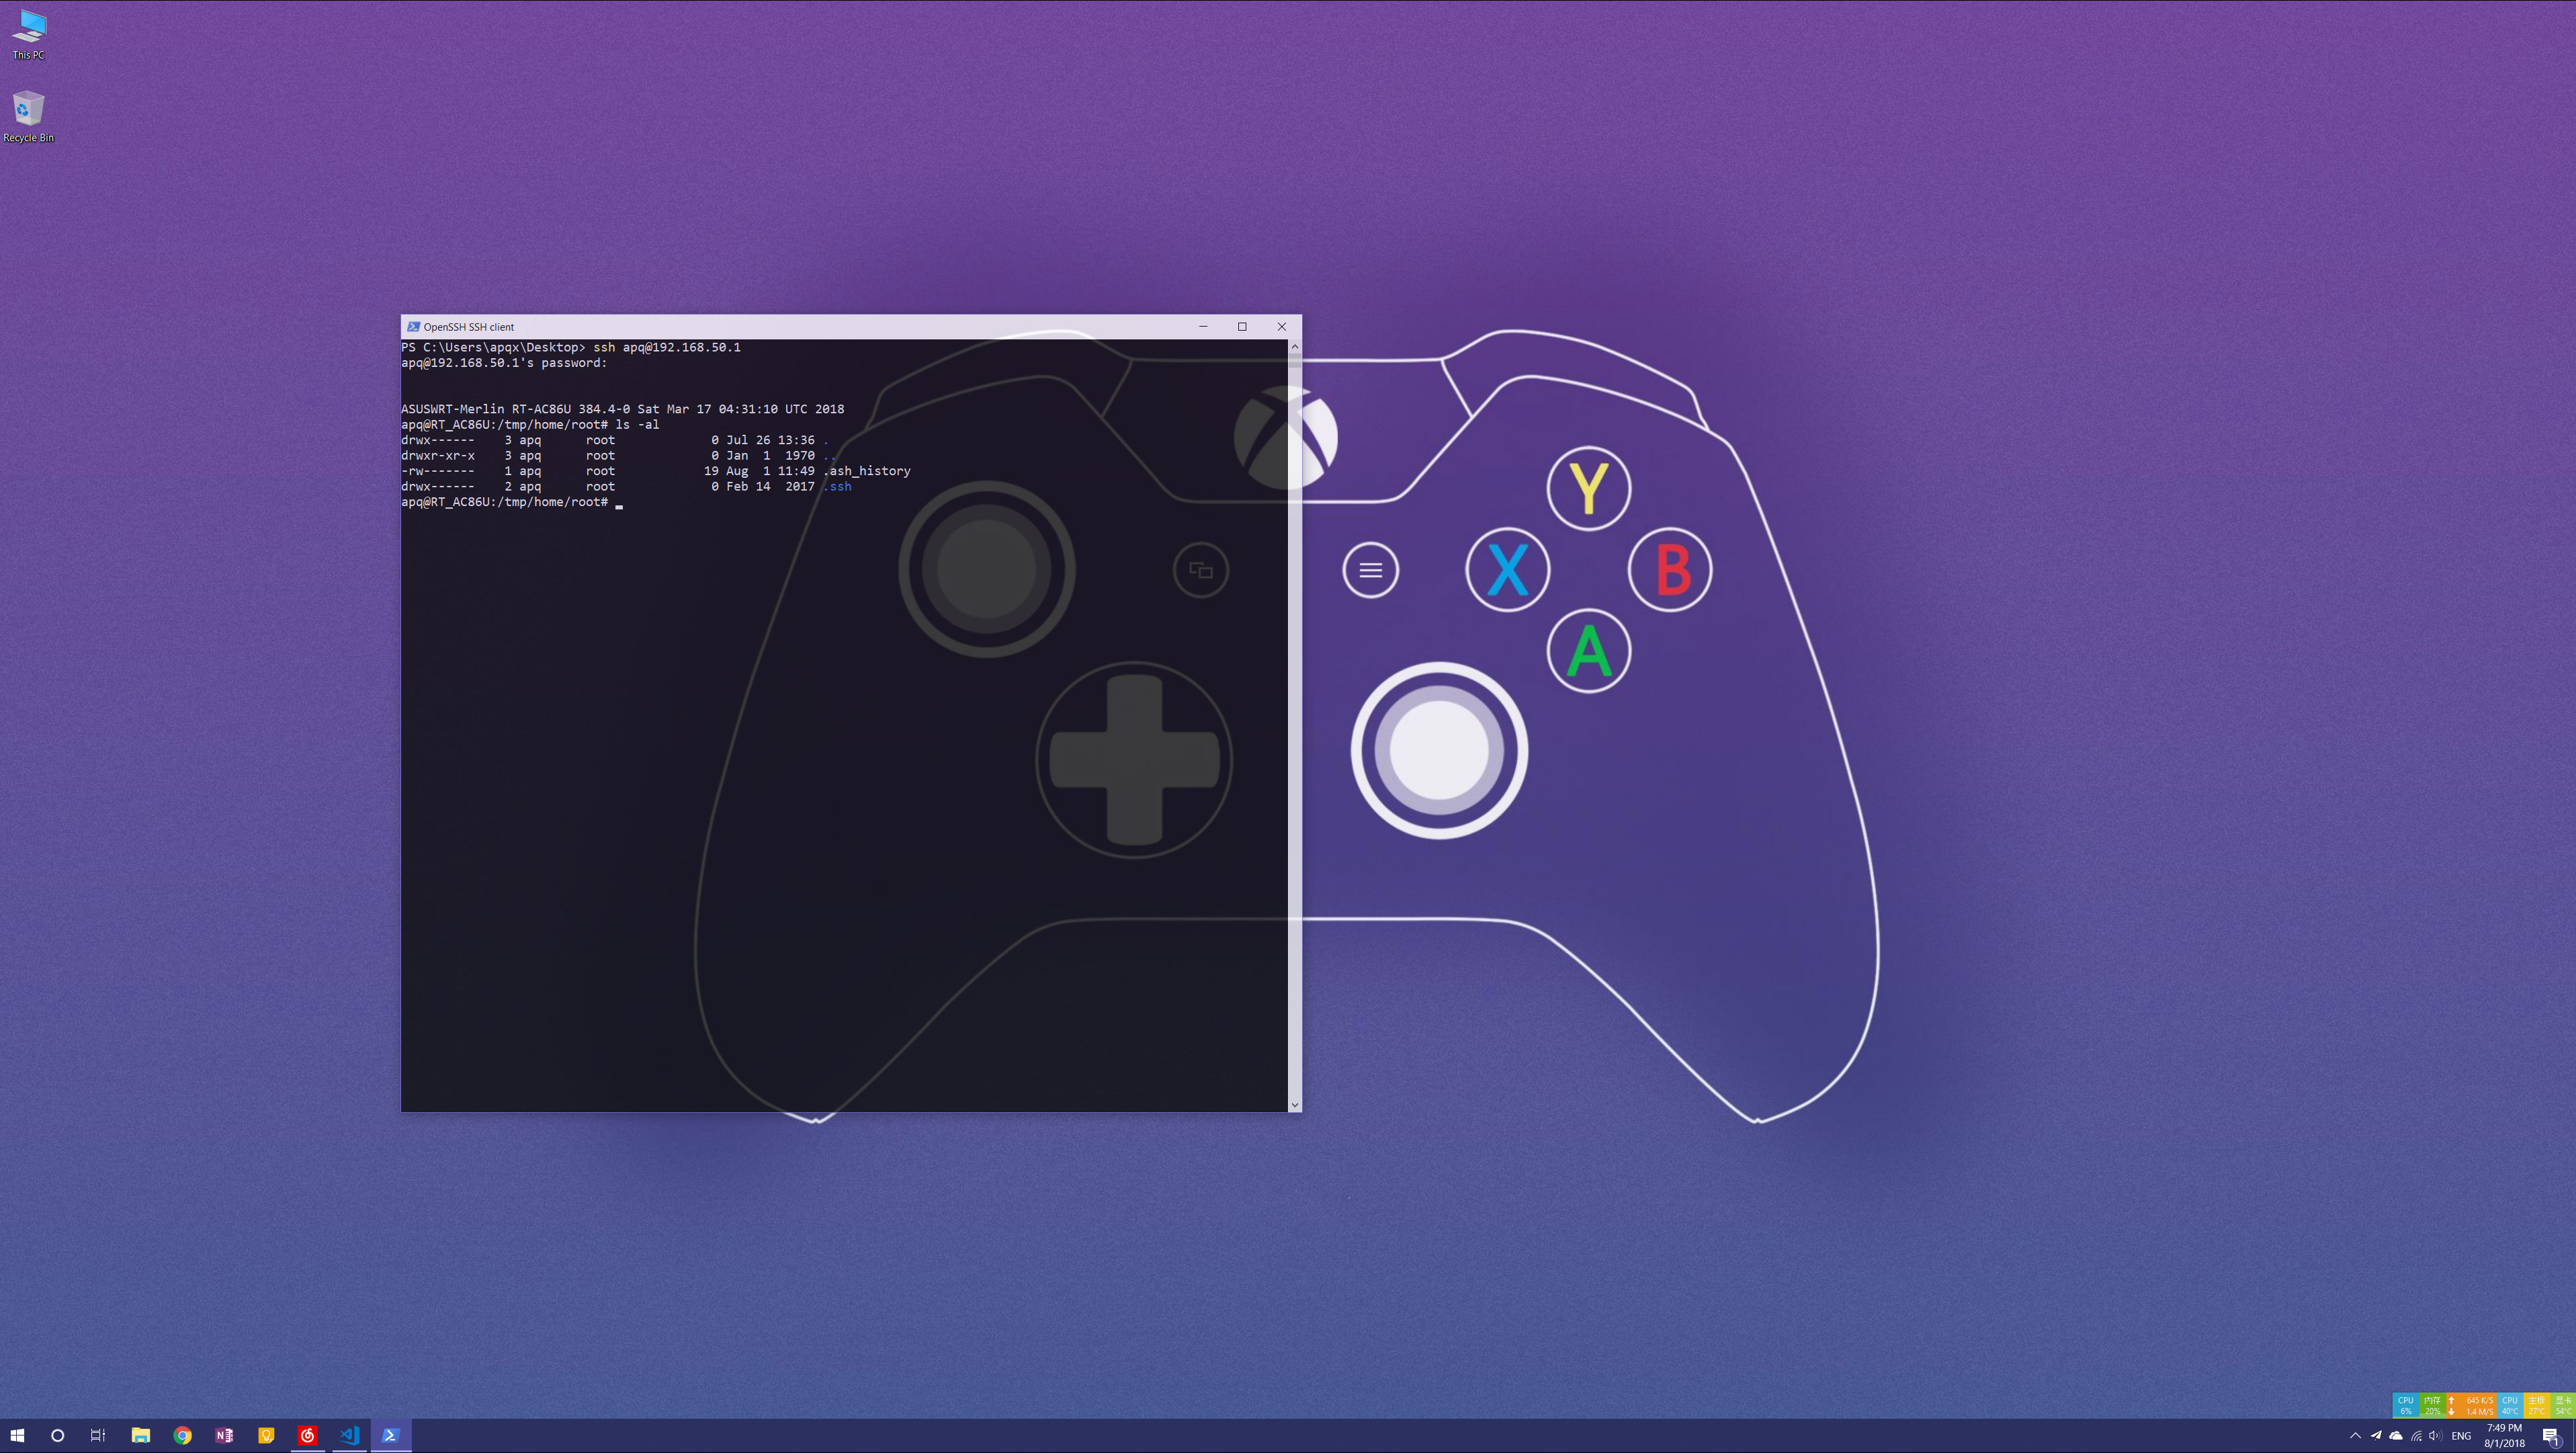 This PC
Recycle Bin
OpenSSH SSH client
PS C:\Users\apqx\Desktop> ssh apq@192.168.50.1
apq@192.168.50.1's password:
ASUSWRT-Merlin RT-AC86U 384.4-0 Sat Mar 17 04:31:10 UTC 2018
apq@RT_AC86U:/tmp/home/root# ls -al
drwx------    3 apq      root             0 Jul 26 13:36 .
drwxr-xr-x    3 apq      root             0 Jan  1  1970 ..
-rw-------    1 apq      root            19 Aug  1 11:49 .ash_history
drwx------    2 apq      root             0 Feb 14  2017 .ssh
apq@RT_AC86U:/tmp/home/root#
Y
X
B
A
CPU 内存 645 K/S CPU 主板 显卡
6% 20% 1.4 M/S 40°C 27°C 54°C
N
ENG
7:49 PM
8/1/2018
1